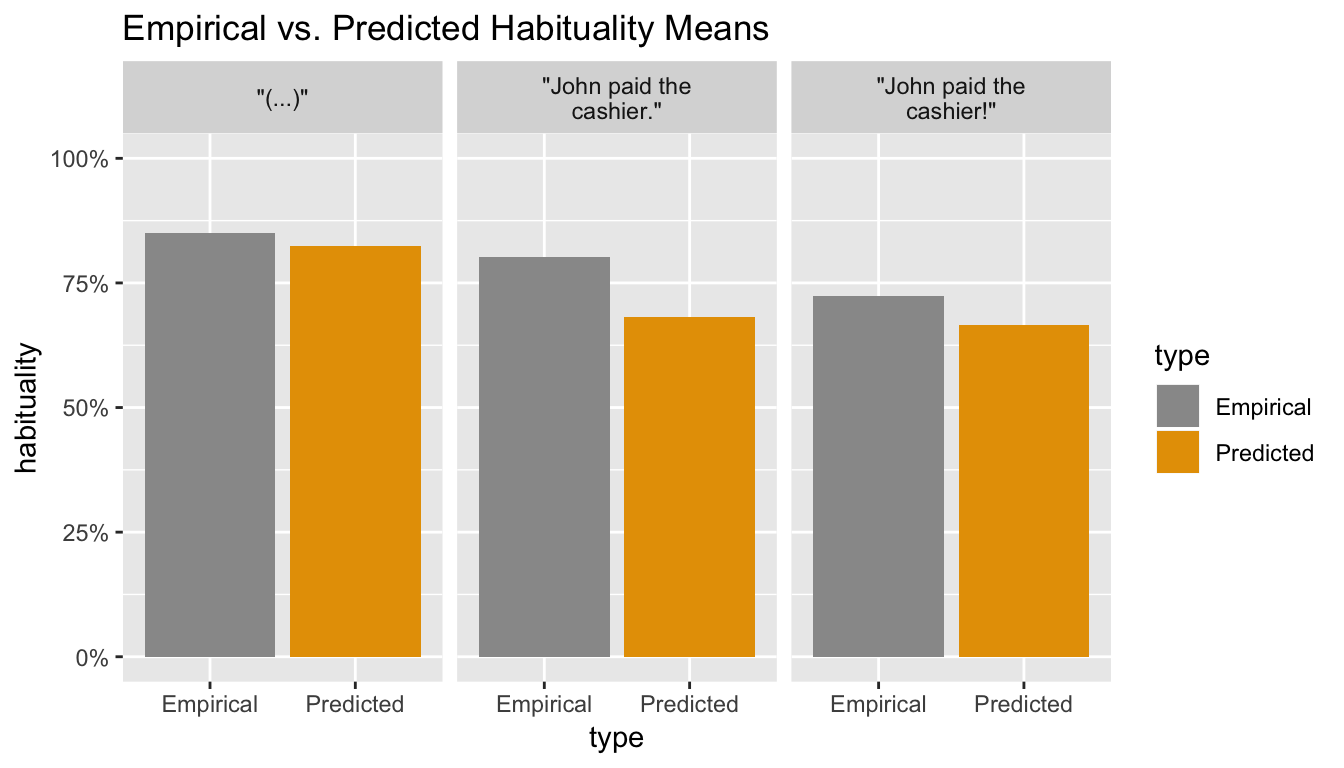 Empirical vs. Predicted Habituality Means
"(...)"
"John paid the
cashier."
"John paid the
cashier!"
100%
75%
50%
25%
0%
habituality
Empirical
Predicted
Empirical
Predicted
Empirical
Predicted
type
type
Empirical
Predicted